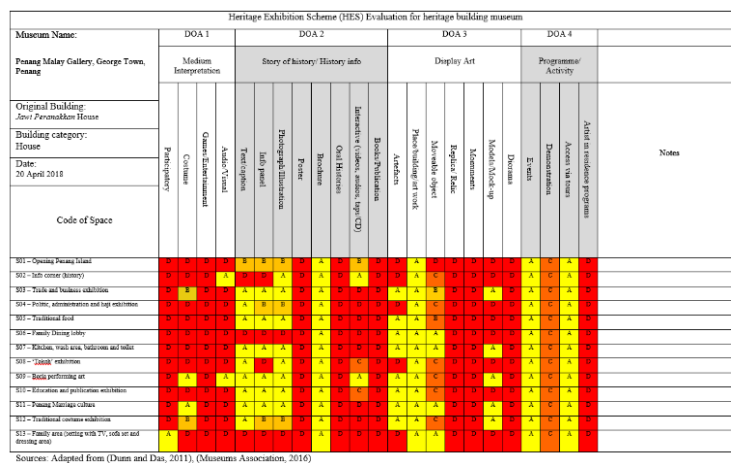 Heritage Exhibition Scheme (HES) Evaluation for heritage building museum
Museum Name:
DOA 1
DOA 2
DOA 3
DOA 4
Penang Malay Gallery, George Town,
Penang
Medium
Interpretation
Story of history/ History info
Display Art
Programme/
Activity
Original Building:
Jawi Peranakkan House
Building category:
House
Date:
20 April 2018
Code of Space
Participatory
Costume
Games/Entertainment
Audio/Visual
Text/caption
Info panel
Photograph/Illustration
Poster
Brochure
Oral Histories
Interactive (videos, audios, taps/CD)
Books/Publication
Artefacts
Place/building/art work
Moveable object
Replica/ Relic
Models/Mock-up
Diorama
Events
Demonstration
Access via tours
Artist in residence programs
Notes
S01 – Opening Penang Island D D D D B B B D A D B D D A D D D D D A C A D
S02 – Info corner (history) D D D A D D A D A D A D D A C D D D D A C A D
S03 – Trade and business exhibition D B D D A A A D A D D D A A B D D A D A C A D
S04 – Politic, administration and haji exhibition D D D D A B B D A D D D D A C D D D D A C A D
S05 – Traditional food D D D D A A A D A D D D A A B D D D D A C A D
S06 – Family Dining lobby D D D D D D D D A D D D A A A D D D D A C A D
S07 – Kitchen, wash area, bathroom and toilet D D D D A A A D A D D D A A A D D A D A C A D
S08 – exhibition D D D D A D A D A D C D D A C D D D D A C A D
S09 – Boria performing art D A D A A A A D A D A D A A C D D A D A C A D
S10 – Education and publication exhibition D D D D A A A D A D C D A A C D D D D A C A D
S11 – Pening Marriage culture D A D D A A A D A D D D A A A D D A D A C A D
S12 – Traditional costume exhibition D B D D A B B D A D D D A A C D D A D A C A D
S13 – Family area (setting with TV, sofa set and
dressing area) A D D D D D D D A D D D D A A D D D D A C A D
Sources: Adapted from (Dunn and Das, 2011), (Museums Association, 2016)